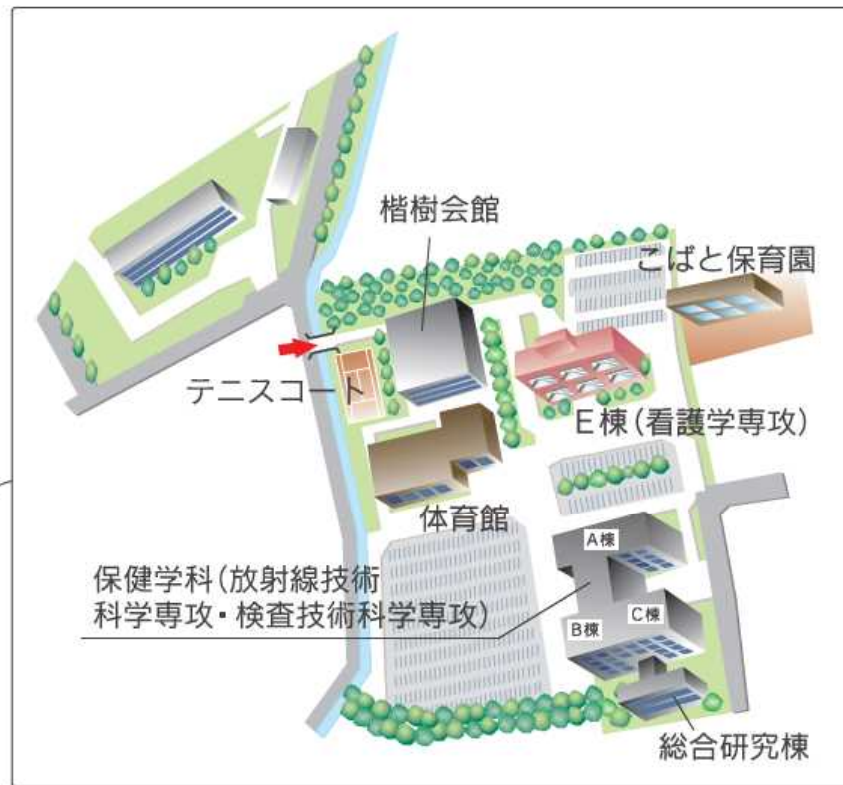 楷樹会館
こばと保育園
テニスコート
E棟(看護学専攻)
体育館
A棟
保健学科(放射線技術
科学専攻・検査技術科学専攻)
B棟
C棟
総合研究棟